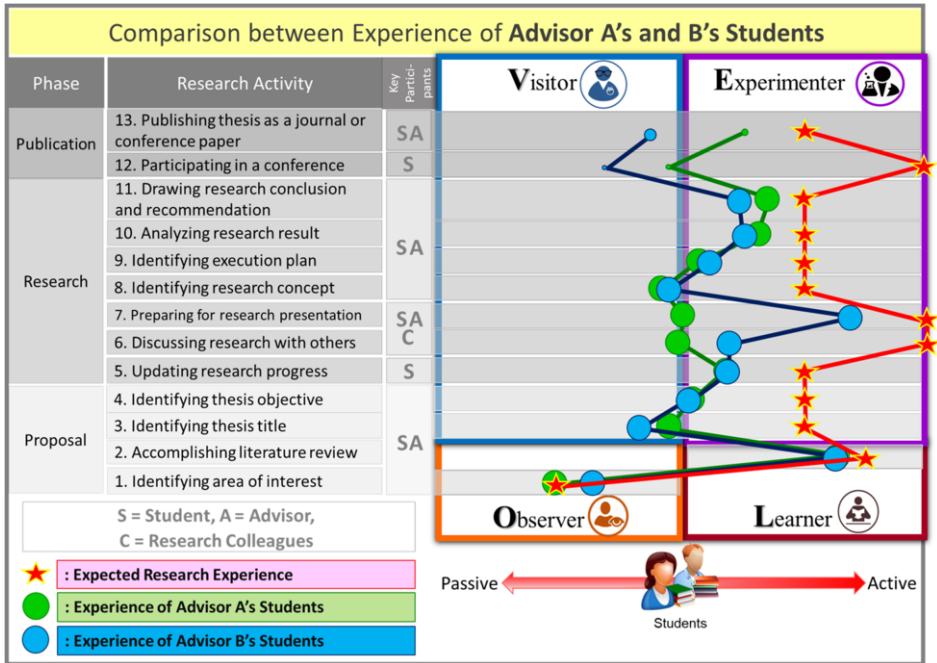 Comparison between Experience of Advisor A's and B's Students
Phase
Research Activity
Key
Partici-
pants
Visitor
Experimenter
Publication
13. Publishing thesis as a journal or
conference paper
SA
12. Participating in a conference
S
Research
11. Drawing research conclusion
and recommendation
10. Analyzing research result
9. Identifying execution plan
8. Identifying research concept
SA
7. Preparing for research presentation
6. Discussing research with others
SA
C
5. Updating research progress
S
Proposal
4. Identifying thesis objective
3. Identifying thesis title
2. Accomplishing literature review
1. Identifying area of interest
SA
Observer
Learner
S = Student, A = Advisor,
C = Research Colleagues
: Expected Research Experience
: Experience of Advisor A's Students
: Experience of Advisor B's Students
Passive
Active
Students